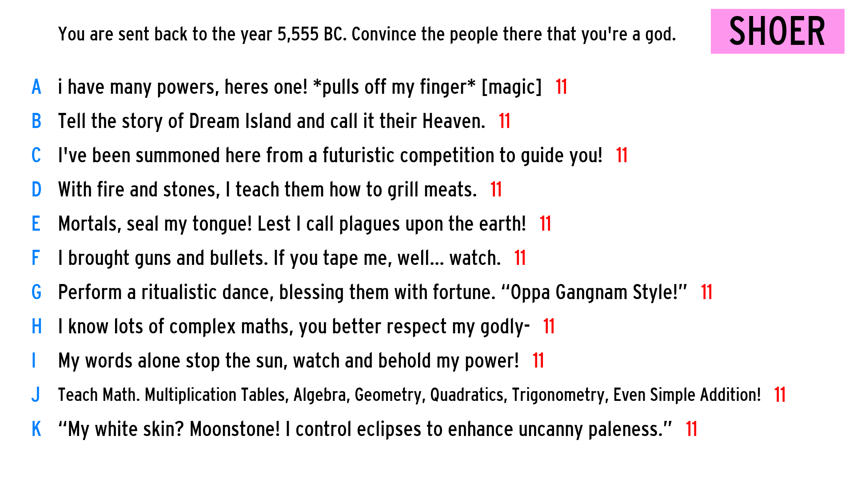 You are sent back to the year 5,555 BC. Convince the people there that you're a god.
SHOER
A i have many powers, heres one! *pulls off my finger* [magic] 11
B Tell the story of Dream Island and call it their Heaven. 11
C I've been summoned here from a futuristic competition to guide you! 11
D With fire and stones, I teach them how to grill meats. 11
E Mortals, seal my tongue! Lest I call plagues upon the earth! 11
F I brought guns and bullets. If you tape me, well... watch. 11
G Perform a ritualistic dance, blessing them with fortune. “Oppa Gangnam Style!” 11
H I know lots of complex maths, you better respect my godly- 11
I My words alone stop the sun, watch and behold my power! 11
J Teach Math. Multiplication Tables, Algebra, Geometry, Quadratics, Trigonometry, Even Simple Addition! 11
K “My white skin? Moonstone! I control eclipses to enhance uncanny paleness.” 11